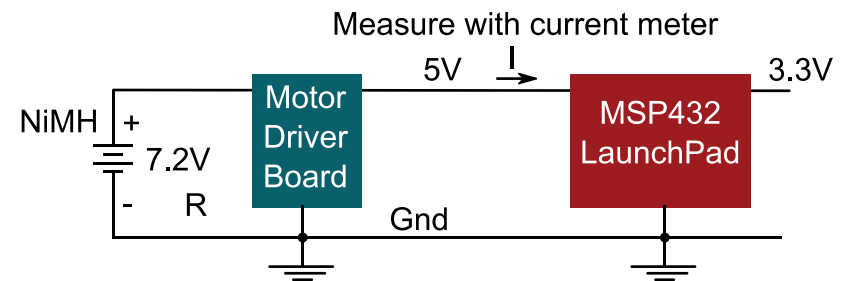 Measure with current meter
I
5V
3.3V
NiMH
+
7.2V
-
R
Motor
Driver
Board
MSP432
LaunchPad
Gnd